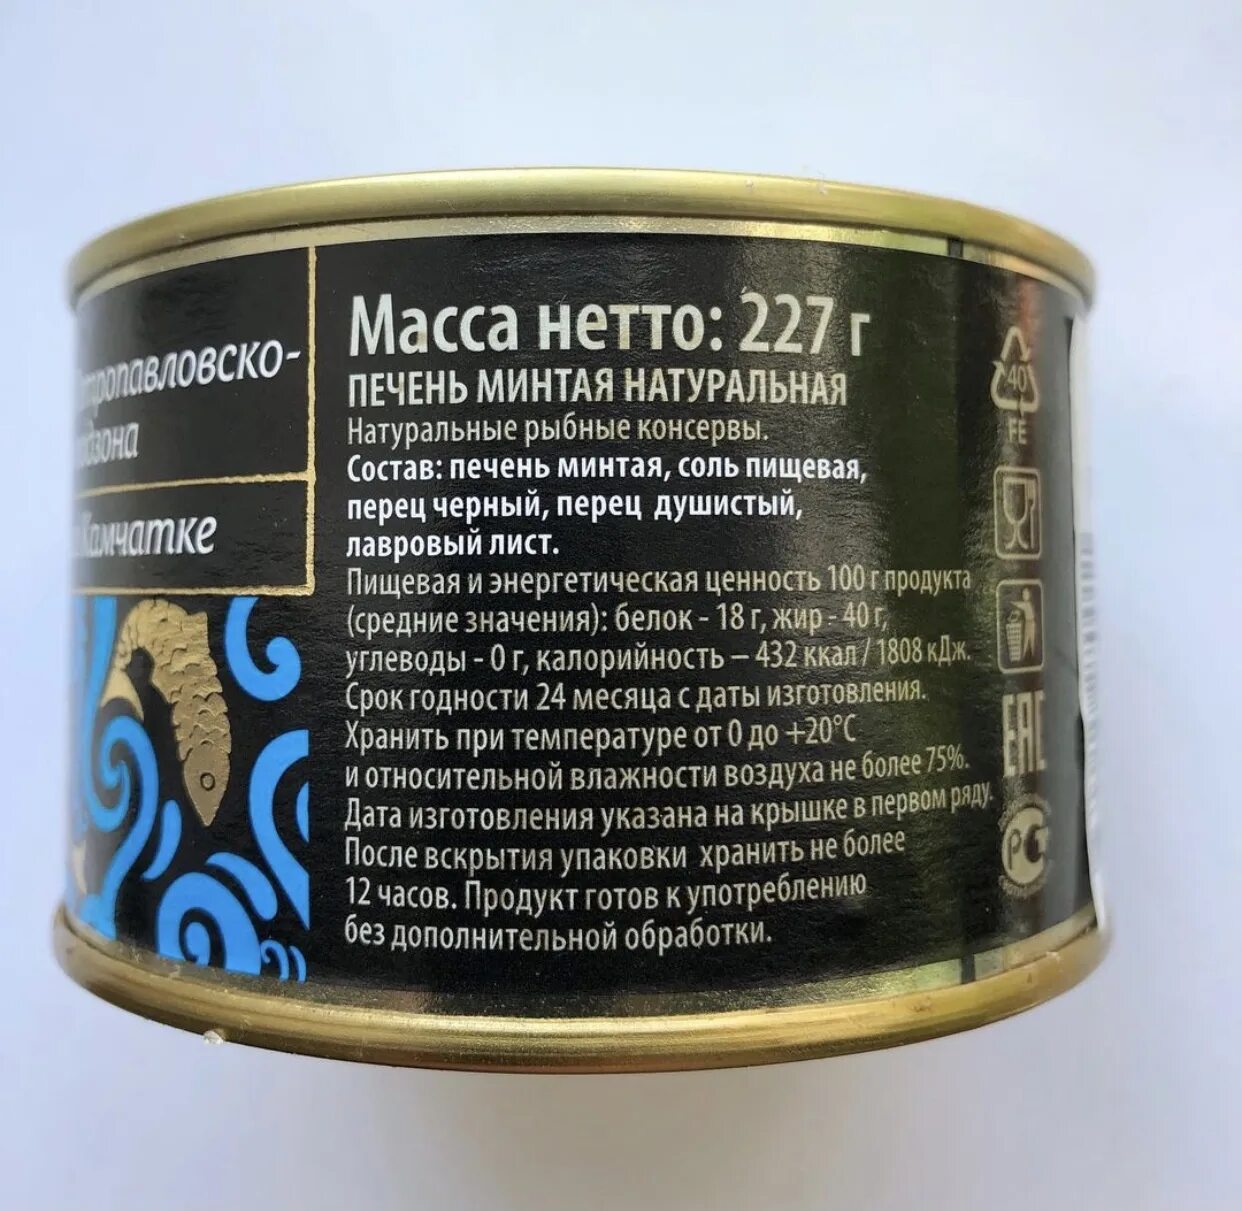 Камчатке
Масса нетто: 227 г
ПЕЧЕНЬ МИНТАЯ НАТУРАЛЬНАЯ
Натуральные рыбные консервы.
Состав: печень минтая, соль пищевая,
перец черный, перец душистый,
лавровый лист.
Пищевая и энергетическая ценность 100 г продукта
(средние значения): белок - 18 г, жир - 40 г,
углеводы - 0 г, калорийность – 432 ккал / 1808 кДж.
Срок годности 24 месяца с даты изготовления.
Хранить при температуре от 0 до +20°С
и относительной влажности воздуха не более 75%.
Дата изготовления указана на крышке в первом ряду.
После вскрытия упаковки хранить не более
12 часов. Продукт готов к употреблению
без дополнительной обработки.
40
FE
EAC
РС